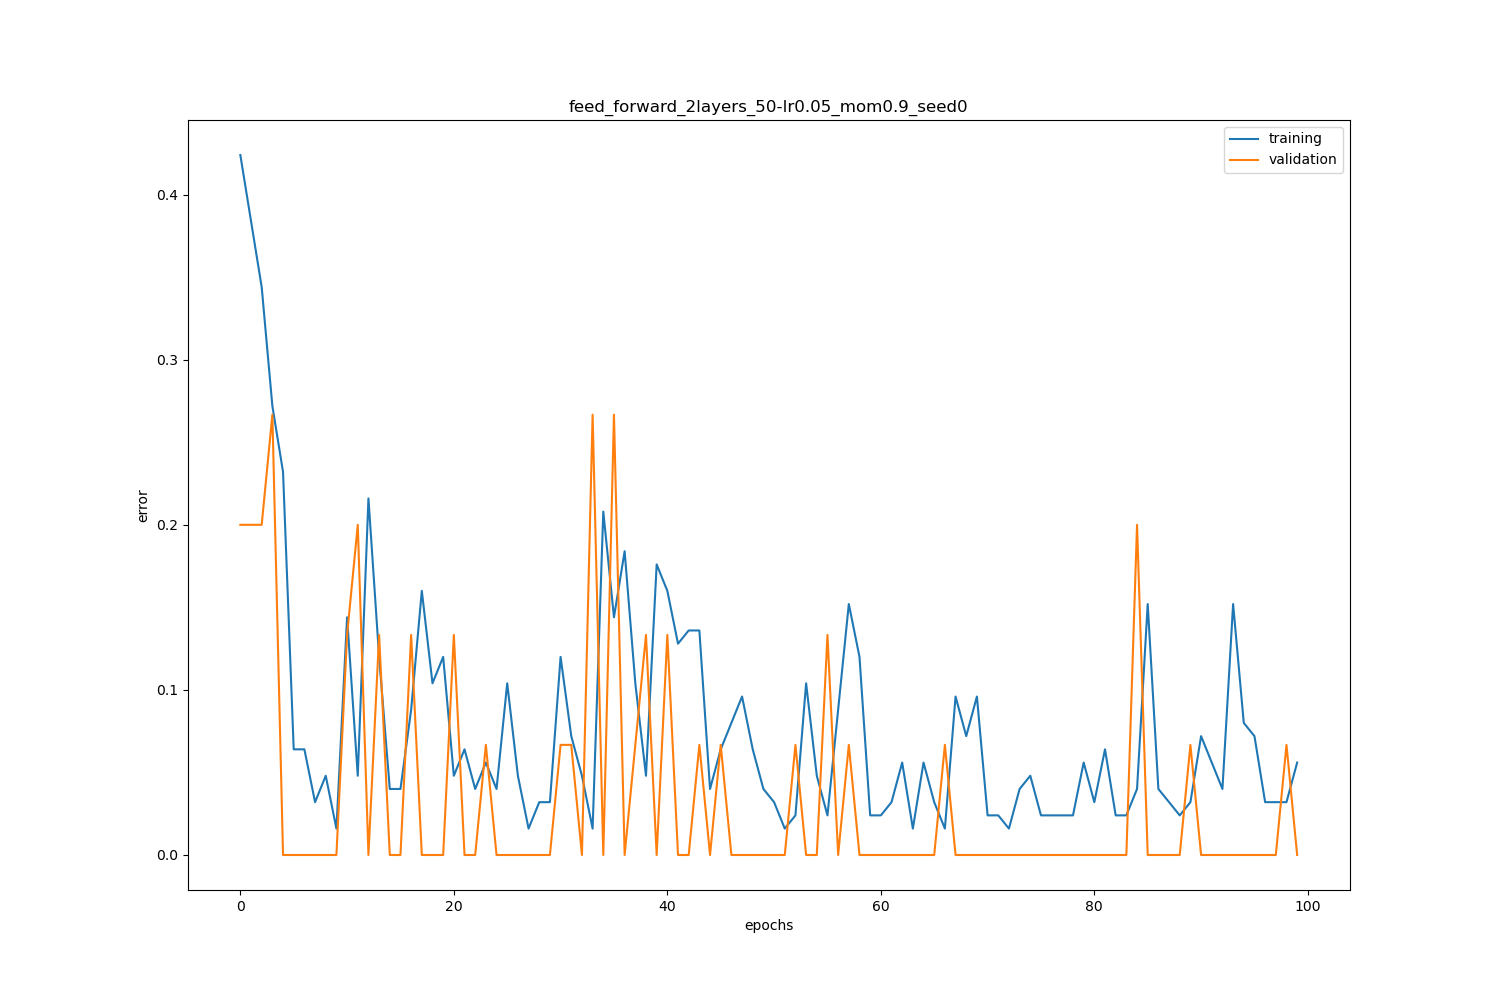 feed_forward_2layers_50-lr0.05_mom0.9_seed0
training
validation
0.4
0.3
0.2
0.1
0.0
error
0 20 40 60 80 100
epochs